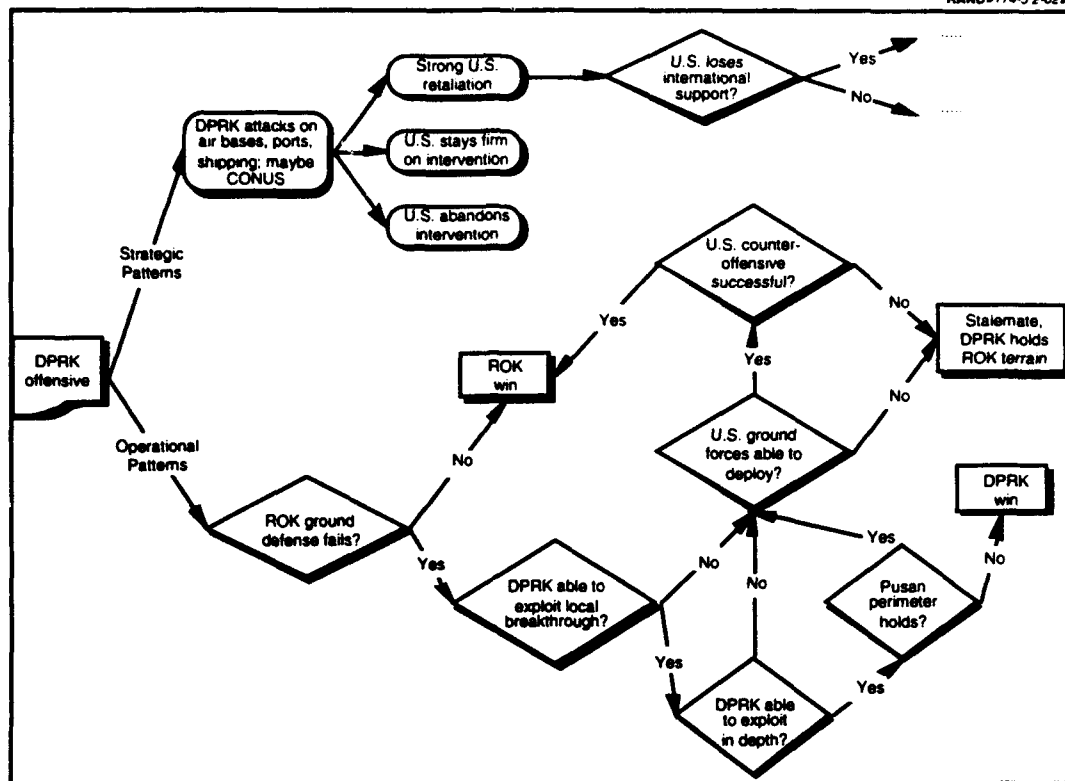 Strong U.S.
retaliation
U.S. loses
international
support?
Yes
.....
No
.....
DPRK attacks on
air bases, ports,
shipping; maybe
CONUS
U.S. stays firm
on intervention
U.S. abandons
intervention
Strategic
Patterns
U.S. counter-
offensive
successful?
Yes
No
Stalemate,
DPRK holds
ROK terrain
DPRK
offensive
ROK
win
Yes
No
Operational
Patterns
No
U.S. ground
forces able to
deploy?
DPRK
win
ROK ground
defense fails?
Yes
No
Yes
No
DPRK able to
exploit local
breakthrough?
No
Pusan
perimeter
holds?
Yes
Yes
DPRK able
to exploit
in depth?